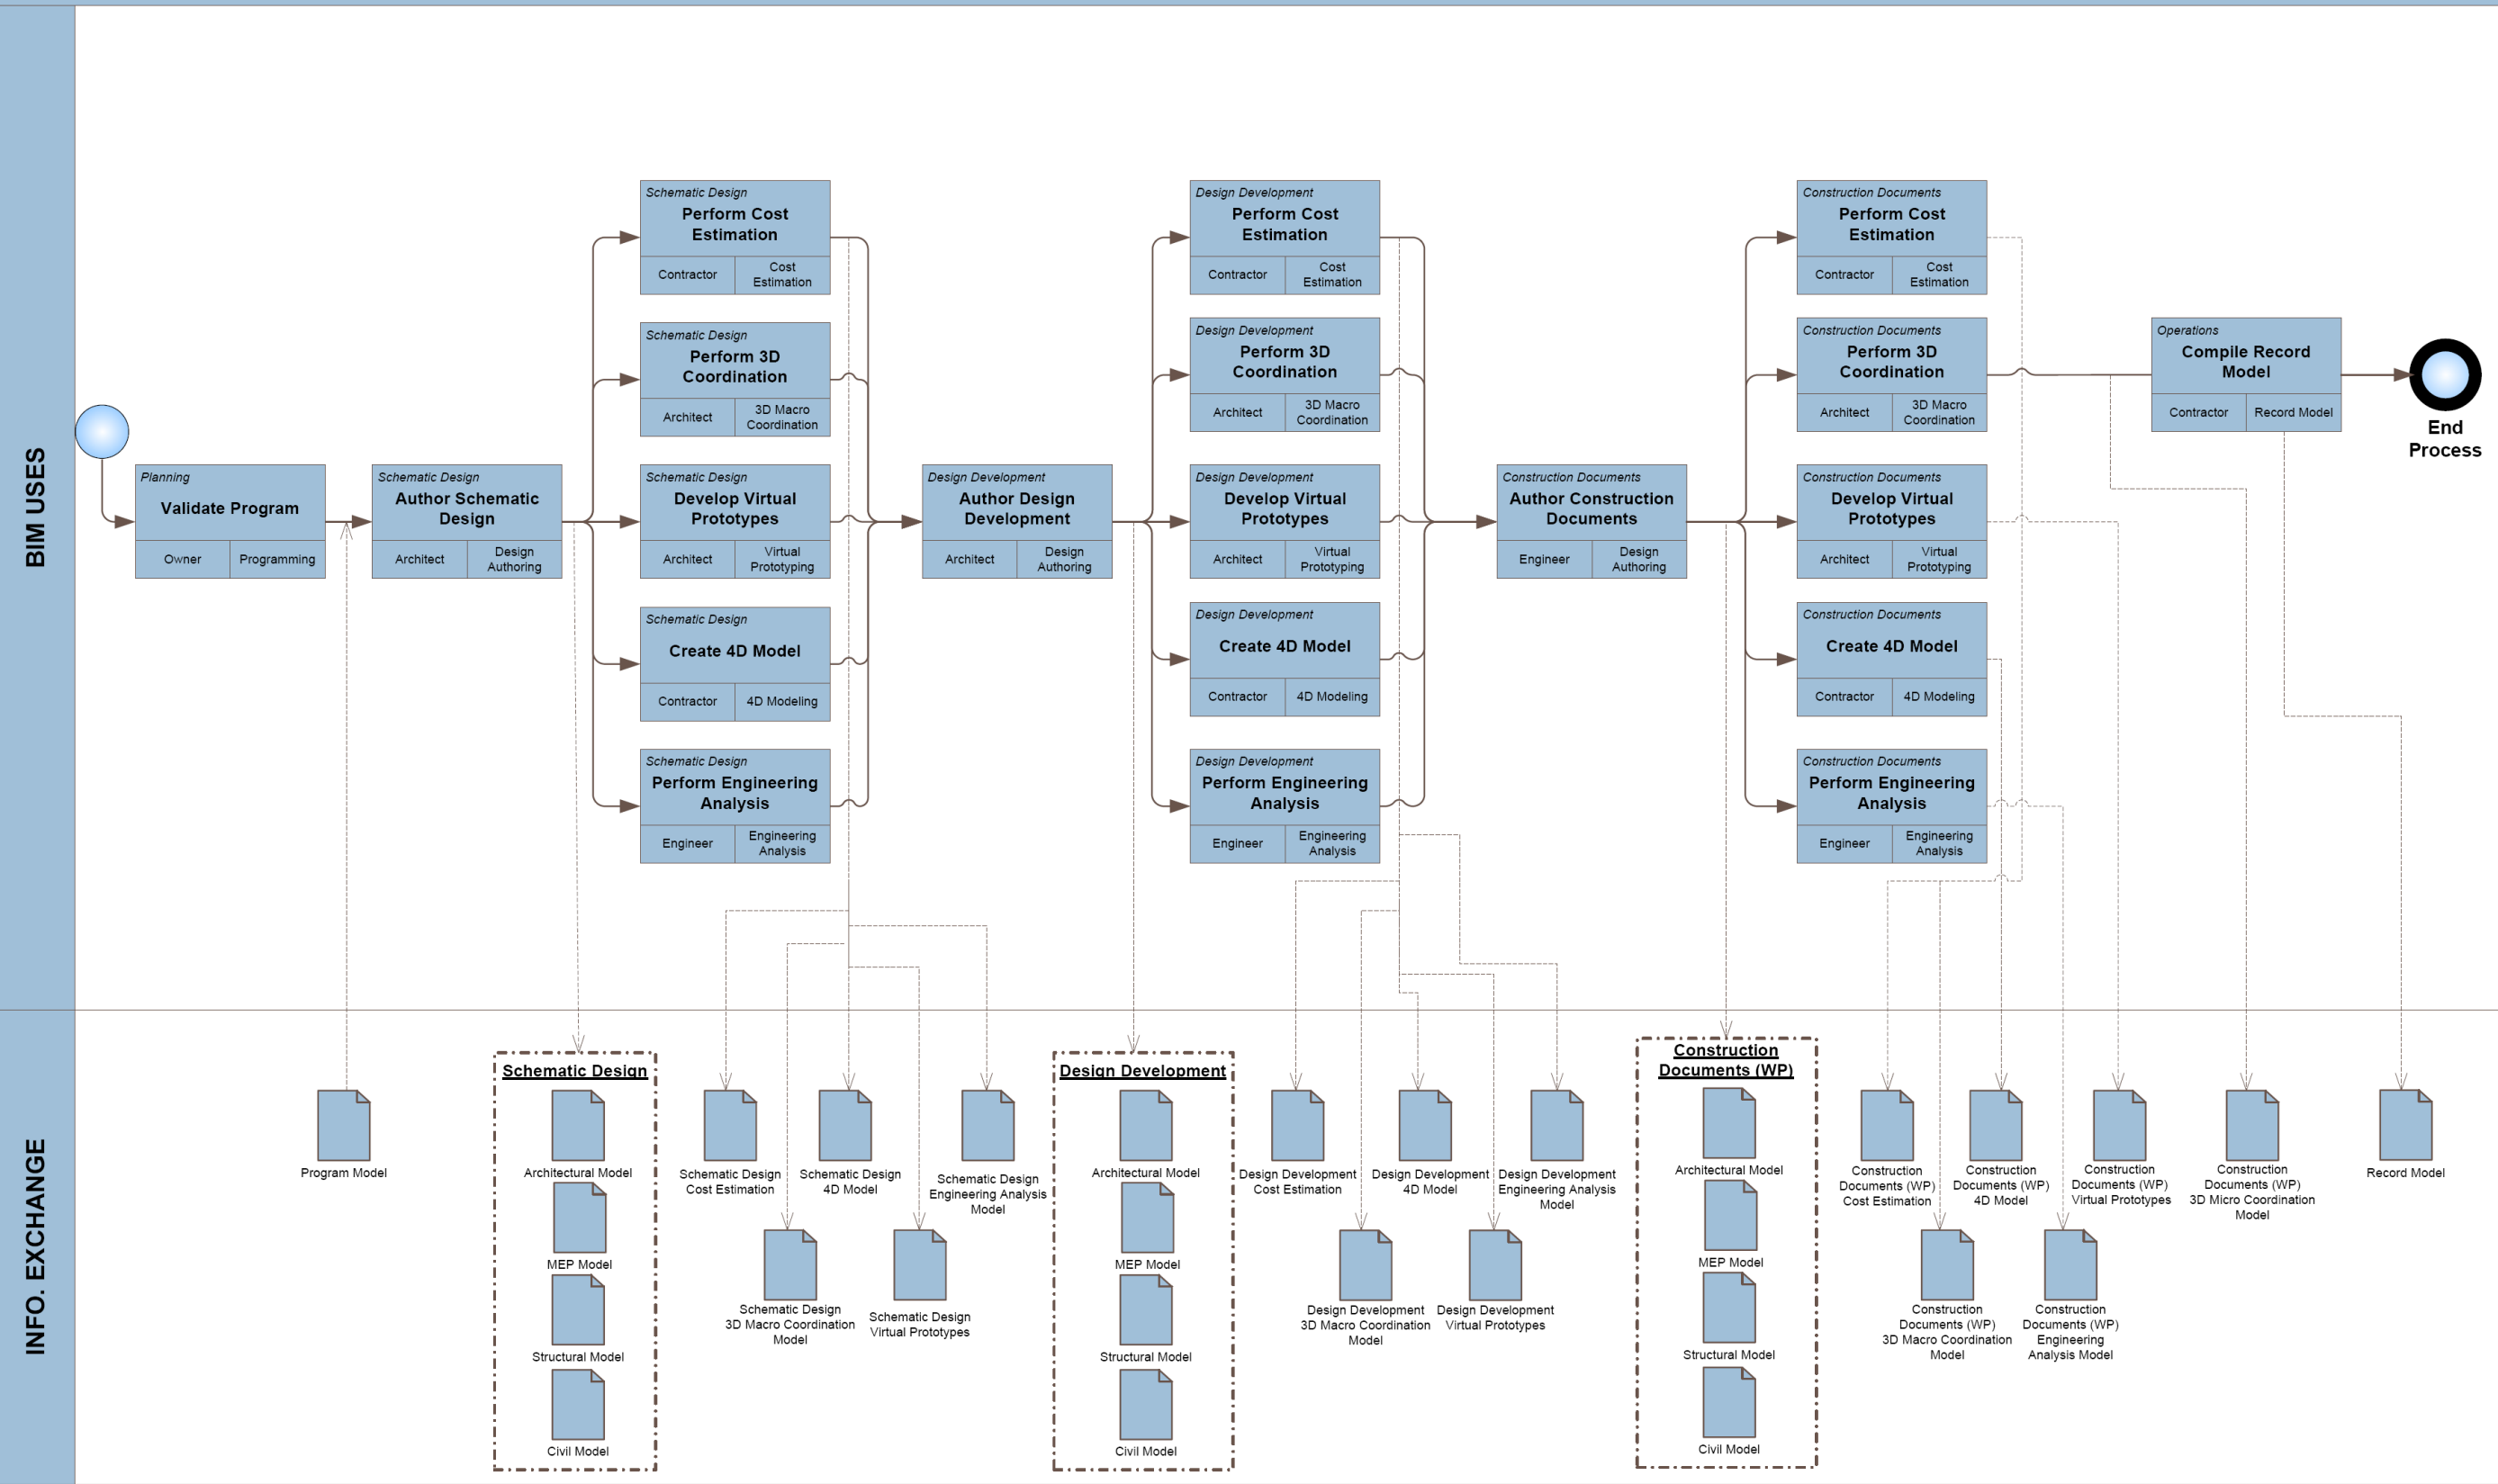 BIM USES
Planning
Validate Program
Owner
Programming
Schematic Design
Author Schematic
Design
Architect
Design
Authoring
Schematic Design
Perform Cost
Estimation
Contractor
Cost
Estimation
Schematic Design
Perform 3D
Coordination
Architect
3D Macro
Coordination
Schematic Design
Develop Virtual
Prototypes
Architect
Virtual
Prototyping
Schematic Design
Create 4D Model
Contractor
4D Modeling
Schematic Design
Perform Engineering
Analysis
Engineer
Engineering
Analysis
Design Development
Author Design
Development
Architect
Design
Authoring
Design Development
Perform Cost
Estimation
Contractor
Cost
Estimation
Design Development
Perform 3D
Coordination
Architect
3D Macro
Coordination
Design Development
Develop Virtual
Prototypes
Architect
Virtual
Prototyping
Design Development
Create 4D Model
Contractor
4D Modeling
Design Development
Perform Engineering
Analysis
Engineer
Engineering
Analysis
Construction Documents
Author Construction
Documents
Engineer
Design
Authoring
Construction Documents
Perform Cost
Estimation
Contractor
Cost
Estimation
Construction Documents
Perform 3D
Coordination
Architect
3D Macro
Coordination
Construction Documents
Develop Virtual
Prototypes
Architect
Virtual
Prototyping
Construction Documents
Create 4D Model
Contractor
4D Modeling
Construction Documents
Perform Engineering
Analysis
Engineer
Engineering
Analysis
Operations
Compile Record
Model
Contractor
Record Model
End
Process
INFO. EXCHANGE
Program Model
Schematic Design
Architectural Model
MEP Model
Structural Model
Civil Model
Schematic Design
Cost Estimation
Schematic Design
4D Model
Schematic Design
Engineering Analysis
Model
Schematic Design
3D Macro Coordination
Model
Schematic Design
Virtual Prototypes
Design Development
Architectural Model
MEP Model
Structural Model
Civil Model
Design Development
Cost Estimation
Design Development
4D Model
Design Development
Engineering Analysis
Model
Design Development
3D Macro Coordination
Model
Design Development
Virtual Prototypes
Construction
Documents (WP)
Architectural Model
MEP Model
Structural Model
Civil Model
Construction
Documents (WP)
Cost Estimation
Construction
Documents (WP)
4D Model
Construction
Documents (WP)
Virtual Prototypes
Construction
Documents (WP)
3D Micro Coordination
Model
Construction
Documents (WP)
3D Macro Coordination
Model
Construction
Documents (WP)
Engineering
Analysis Model
Record Model